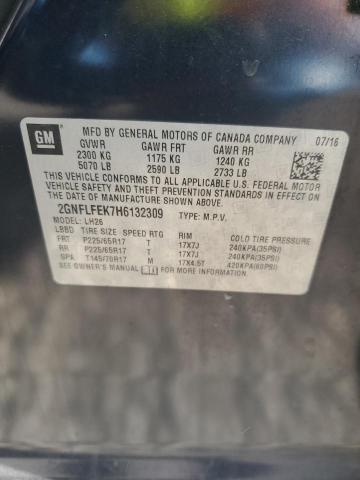 GM
MFD BY GENERAL MOTORS OF CANADA COMPANY 07/16
GVWR GAWR FRT GAWR RR
2300 KG 1175 KG 1240 KG
5070 LB 2590 LB 2733 LB
THIS VEHICLE CONFORMS TO ALL APPLICABLE U.S.
FEDERAL MOTOR VEHICLE SAFETY AND
THEFT PREVENTION STANDARDS IN EFFECT ON
THE DATE OF MANUFACTURE SHOWN ABOVE.
2GNFLFEK7H6132309 TYPE: M.P.V.
MODEL: LH26
LBBD TIRE SIZE SPEED RTG RIM COLD TIRE PRESSURE
FRT P225/65R17 T 17X7J 240KPA(35PSI)
RR P225/65R17 T 17X7J 240KPA(35PSI)
SPA T145/70R17 M 17X4.5T 420KPA(60PSI)
SEE OWNER'S MANUAL FOR MORE INFORMATION.